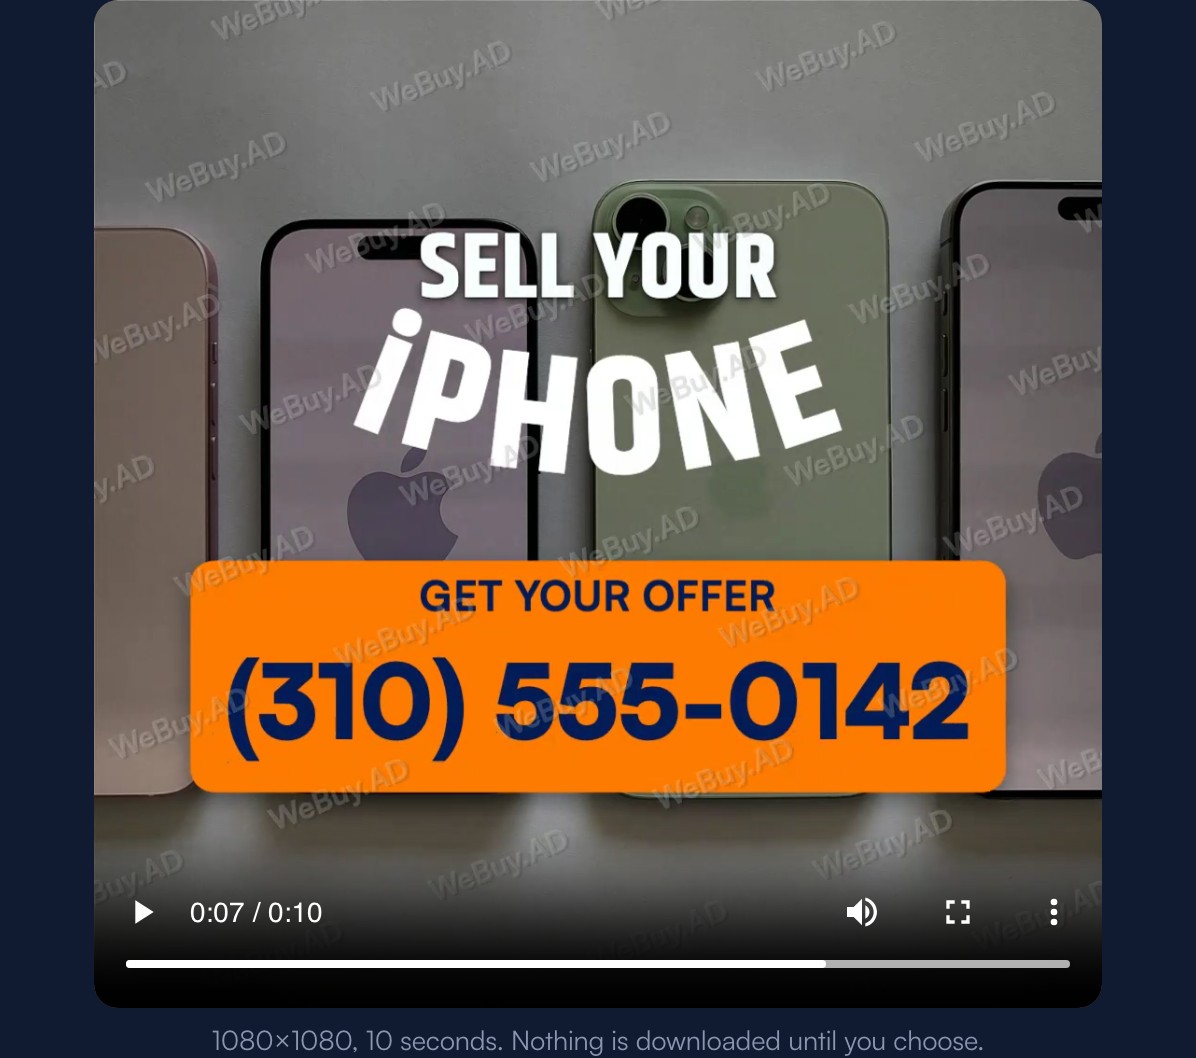 SELL YOUR
iPHONE
GET YOUR OFFER
(310) 555-0142
WeBuy.AD
0:07 / 0:10
1080×1080, 10 seconds. Nothing is downloaded until you choose.